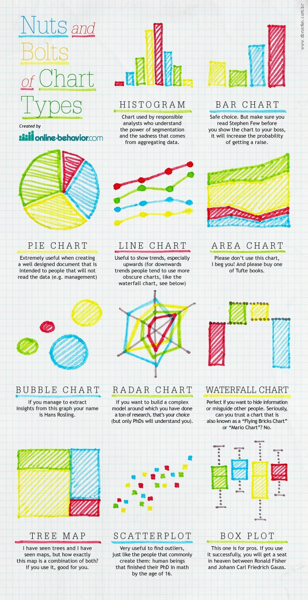 Nuts and
Bolts
of Chart
Types
Created by
online-behavior.com
HISTOGRAM
Chart used by responsible
analysts who understand
the power of segmentation
and the sadness that comes
from aggregating data.
BAR CHART
Safe choice. But make sure you
read Stephen Few before
you show the chart to your boss,
it will increase the probability
of getting a raise.
PIE CHART
Extremely useful when creating
a well designed document that is
intended to people that will not
read the data (e.g. management)
LINE CHART
Useful to show trends, especially
upwards (for downwards
trends people tend to use more
obscure charts, like the
waterfall chart, see below)
AREA CHART
Please don't use this chart,
I beg you! And please buy one
of Tufte books.
BUBBLE CHART
If you manage to extract
insights from this graph your name
is Hans Rosling.
RADAR CHART
If you want to build a complex
model around which you have done
a ton of research, that's your choice
(but only PhDs will understand you).
WATERFALL CHART
Perfect if you want to hide
information or misguide other people. Seriously,
can you trust a chart that is
also known as a "Flying Bricks Chart"
or "Mario Chart"? No.
TREE MAP
I have seen trees and I have
seen maps, but how exactly
this map is a combination of both?
If you use it, good for you.
SCATTERPLOT
Very useful to find outliers,
just like the people that commonly
create them: human beings
that finished their PhD in math
by the age of 16.
BOX PLOT
This one is for pros. If you use
it successfully, you will get a seat
in heaven between Ronald Fisher
and Johann Carl Friedrich Gauss.